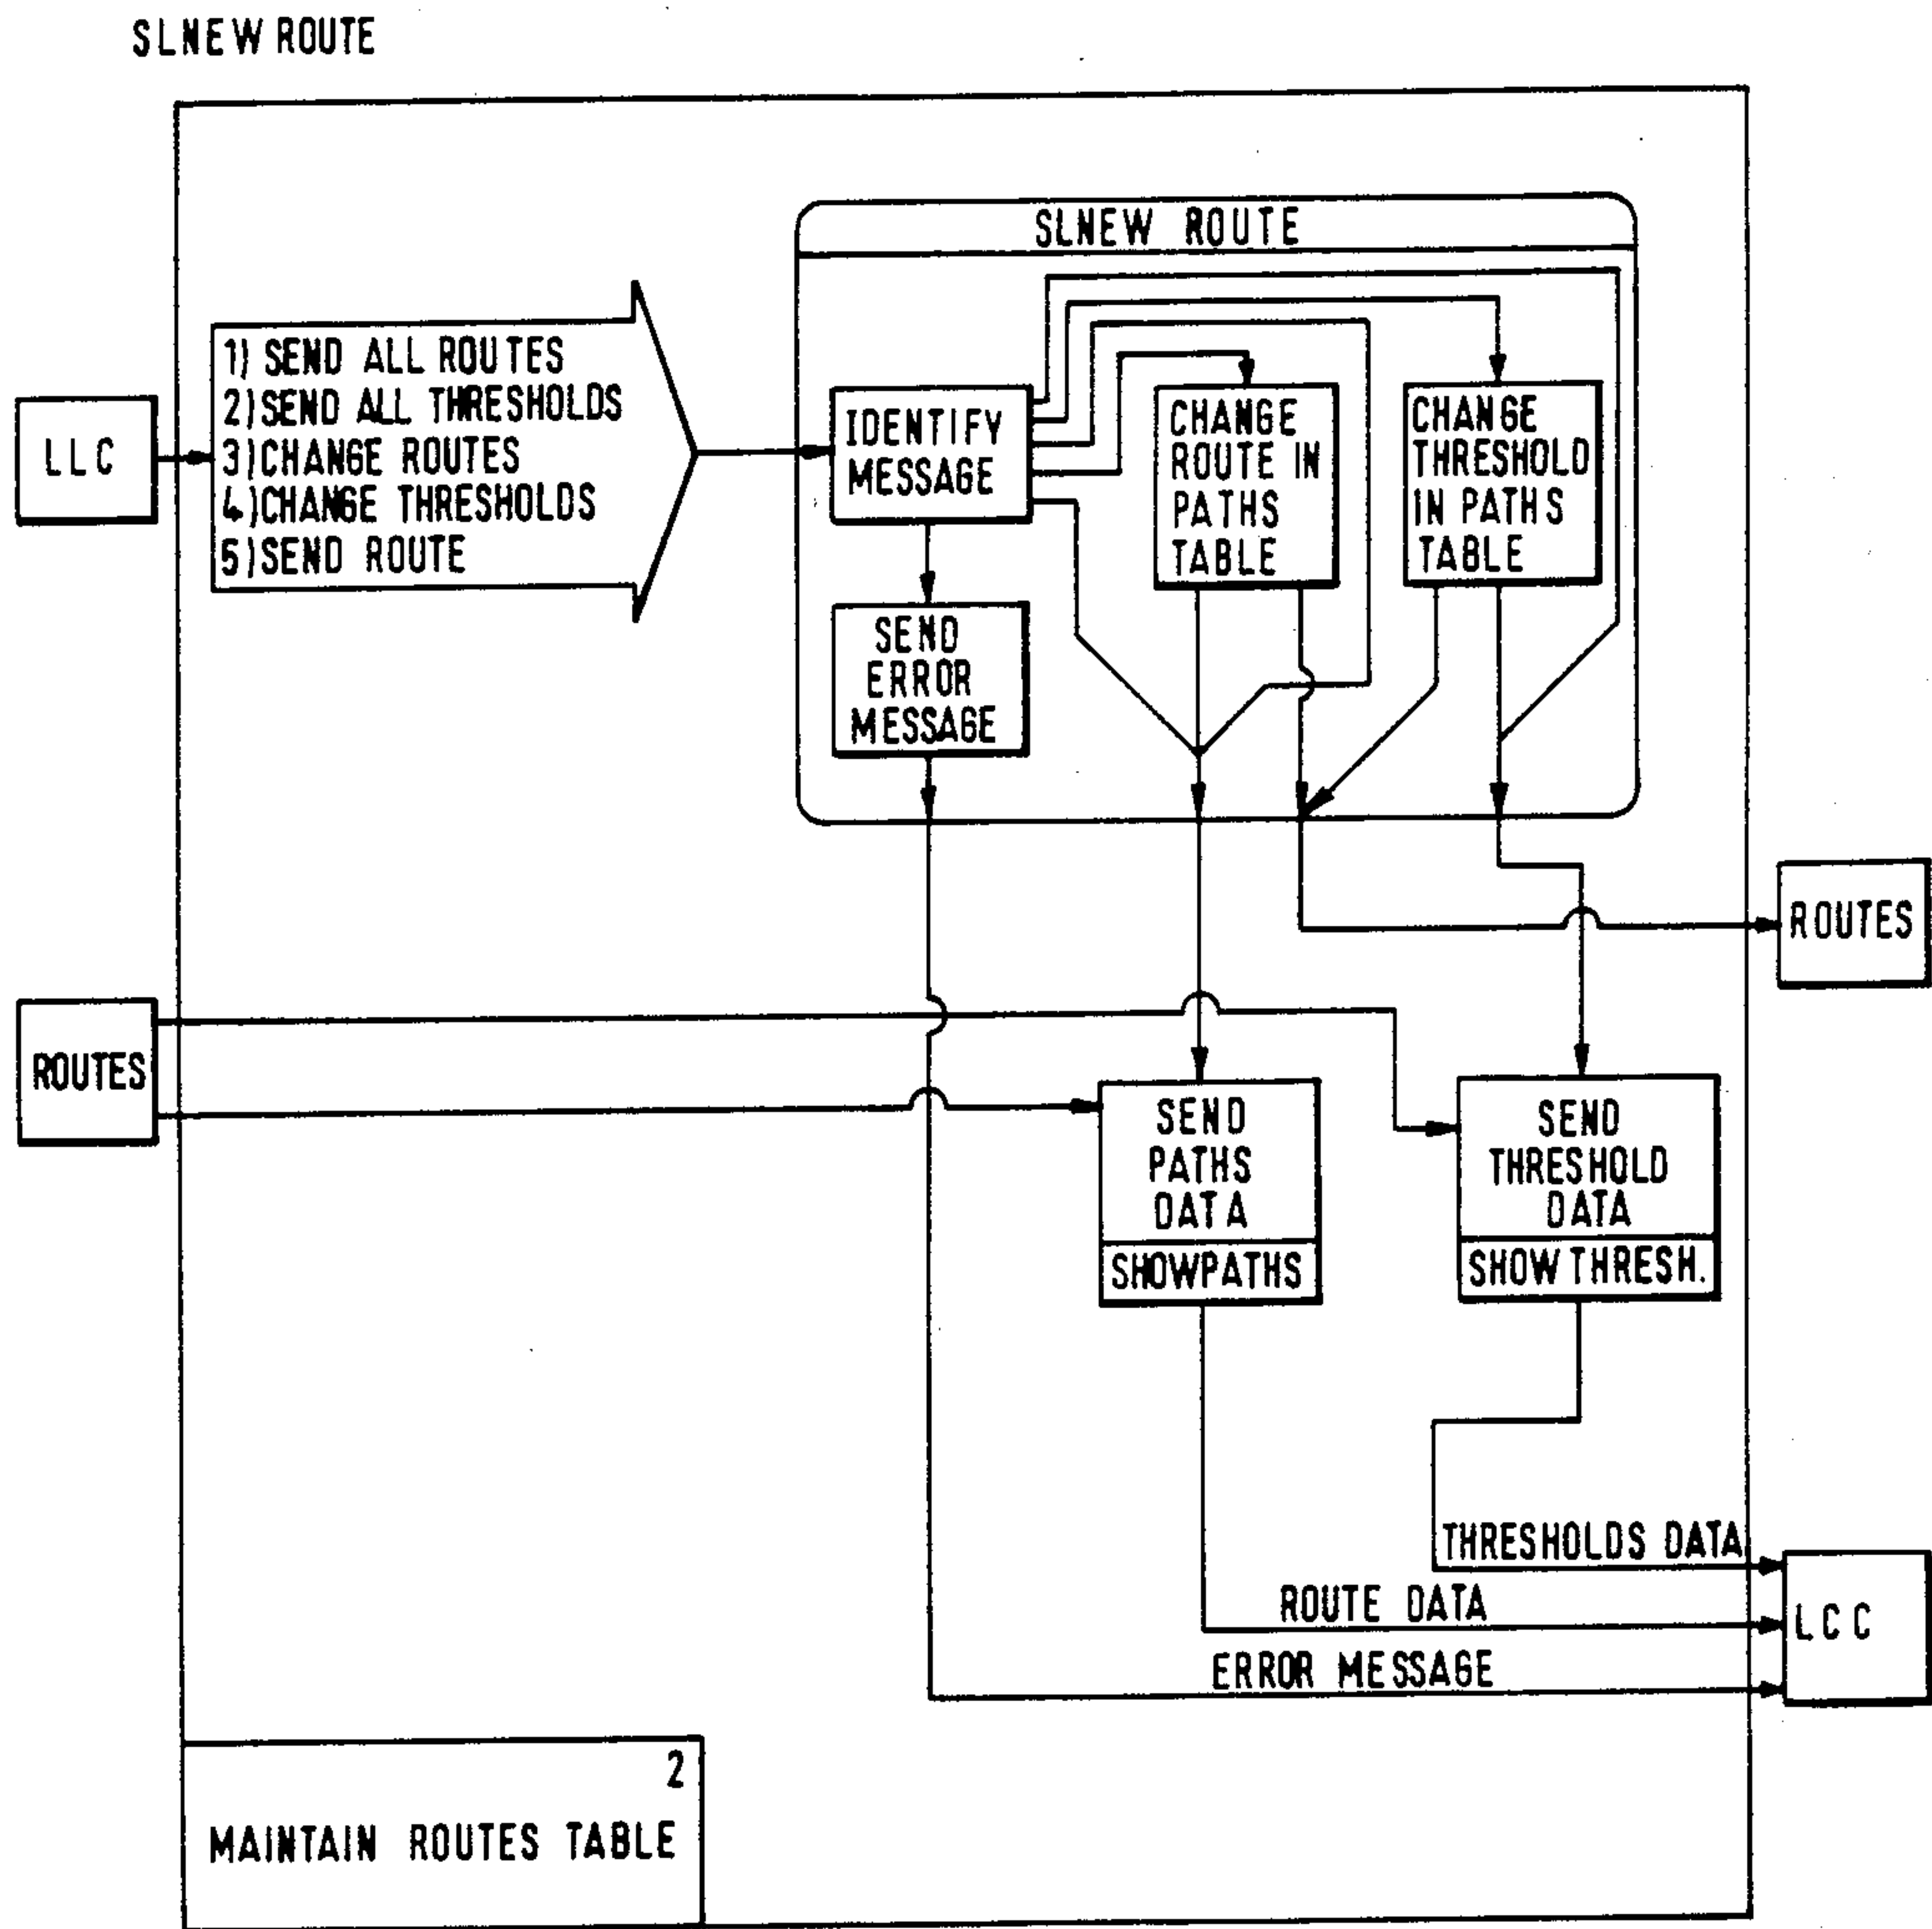 SLNEW ROUTE
SLNEW ROUTE
LLC
1) SEND ALL ROUTES
2) SEND ALL THRESHOLDS
3) CHANGE ROUTES
4) CHANGE THRESHOLDS
5) SEND ROUTE
IDENTIFY
MESSAGE
CHANGE
ROUTE IN
PATHS
TABLE
CHANGE
THRESHOLD
IN PATHS
TABLE
SEND
ERROR
MESSAGE
ROUTES
ROUTES
SEND
PATHS
DATA
SHOWPATHS
SEND
THRESHOLD
DATA
SHOW THRESH.
THRESHOLDS DATA
ROUTE DATA
ERROR MESSAGE
LCC
2
MAINTAIN ROUTES TABLE